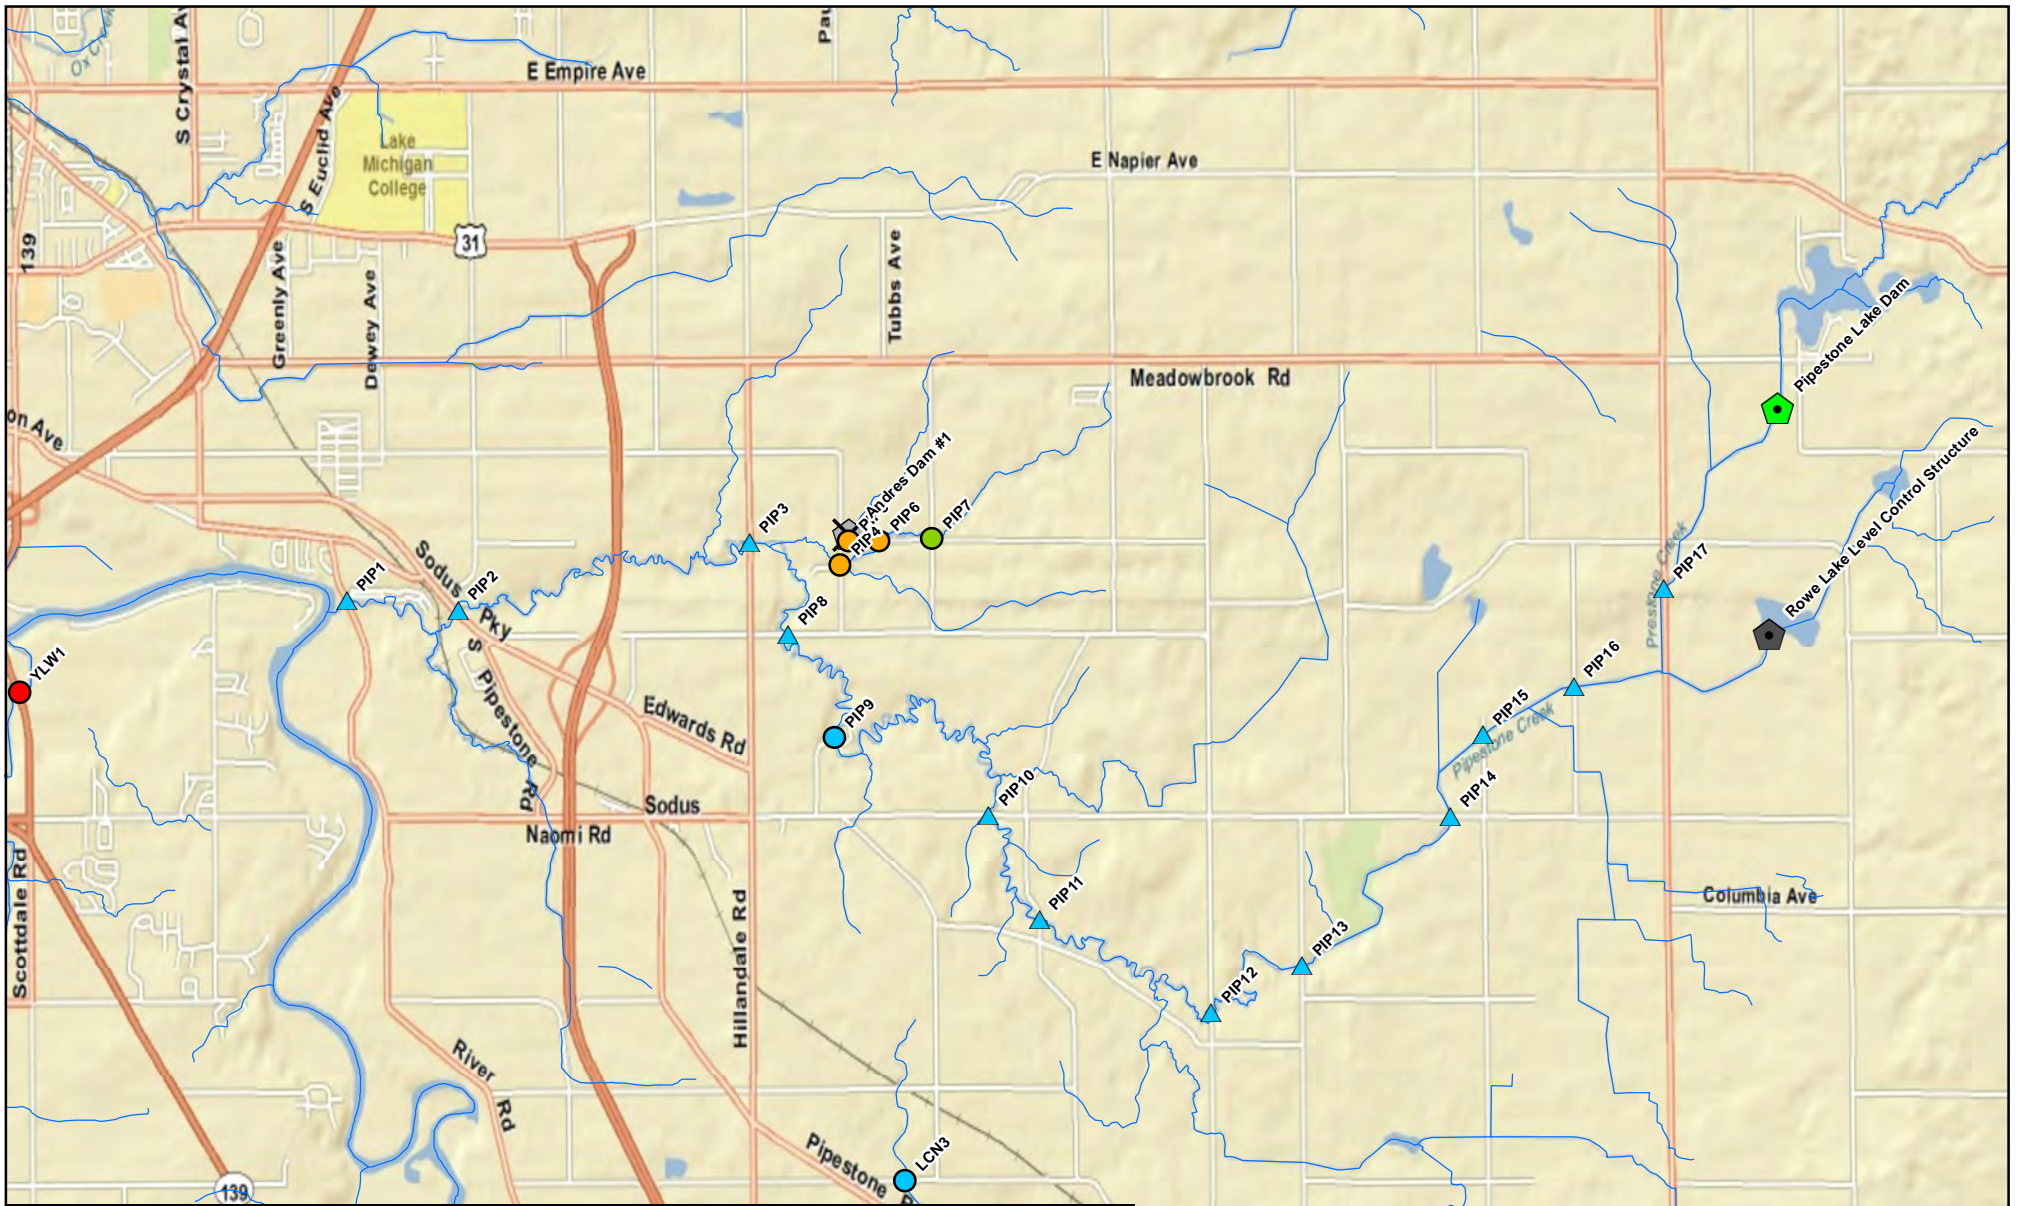 Ox Creek
S Crystal Av
Pau
E Empire Ave
S Euclid Ave
Lake
Michigan
College
E Napier Ave
139
31
Greenly Ave
Dewey Ave
Tubbs Ave
Meadowbrook Rd
Pipestone Lake Dam
on Ave
Andres Dam #1
PIP3
PIP4
PIP6
PIP7
Rowe Lake Level Control Structure
Pipestone Creek
PIP17
PIP1
PIP2
Sodus Pky
PIP8
YLW1
S Pipestone Rd
PIP9
Edwards Rd
PIP16
PIP15
Pipestone Creek
PIP14
PIP10
Sodus
Naomi Rd
Scottdale Rd
Hillandale Rd
PIP11
Columbia Ave
PIP13
PIP12
River Rd
Pipestone
LCN3
139